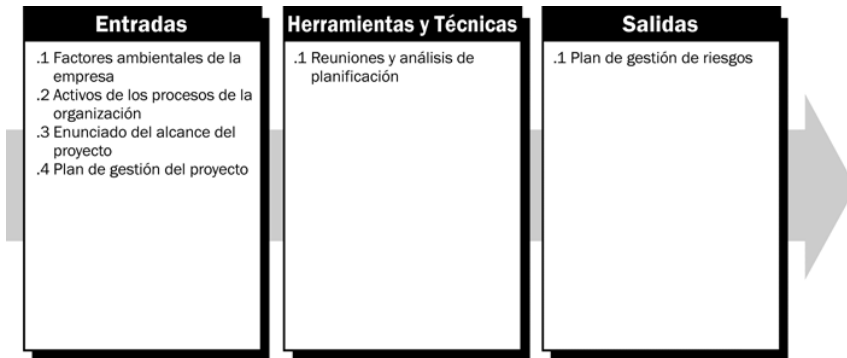 Entradas
.1 Factores ambientales de la
empresa
.2 Activos de los procesos de la
organización
.3 Enunciado del alcance del
proyecto
.4 Plan de gestión del proyecto
Herramientas y Técnicas
.1 Reuniones y análisis de
planificación
Salidas
.1 Plan de gestión de riesgos